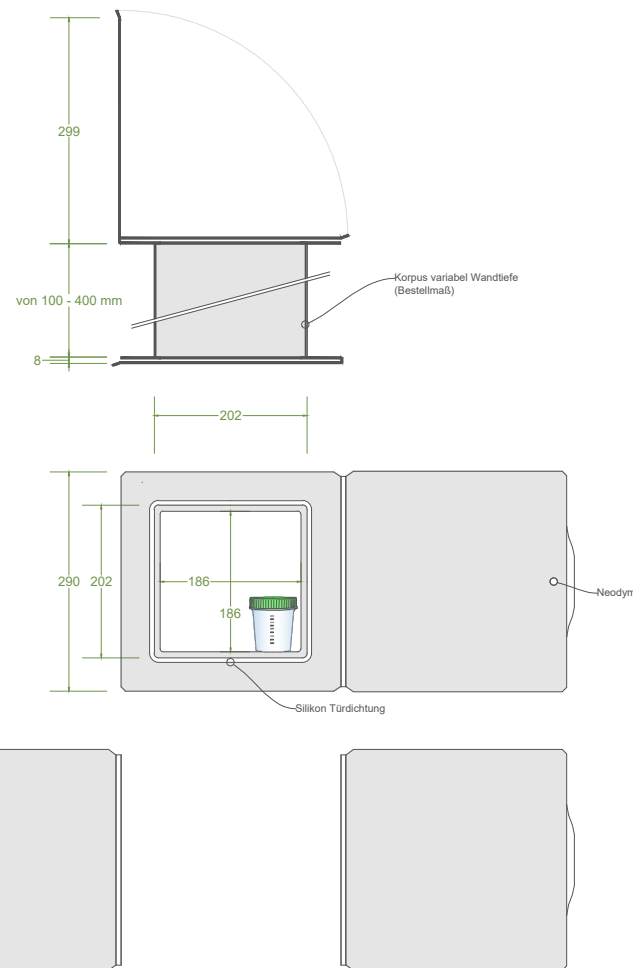 299
Korpus variabel Wandtiefe
(Bestellmaß)
von 100 - 400 mm
8
202
290
202
186
186
Neodym
Silikon Türdichtung